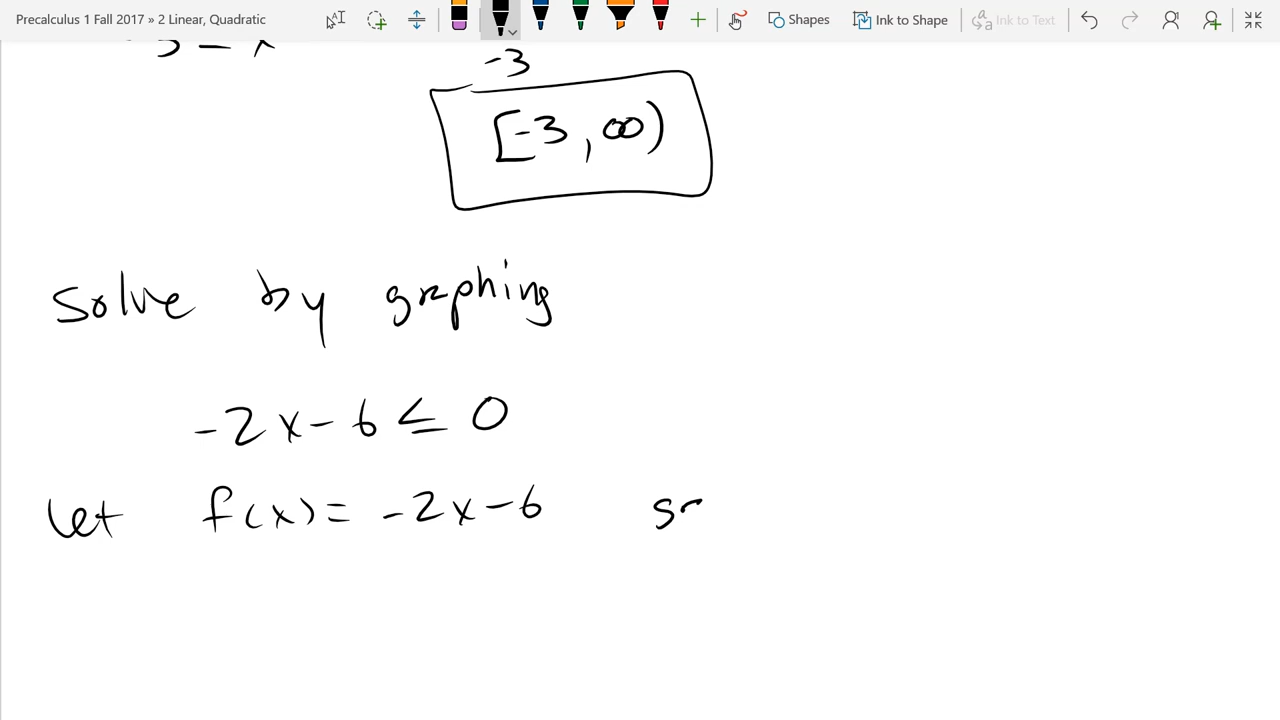 Precalculus 1 Fall 2017 » 2 Linear, Quadratic
Shapes Ink to Shape Ink to Text
-3
[-3, ∞)
solve by graphing
-2x-6 ≤ 0
let f(x) = -2x-6